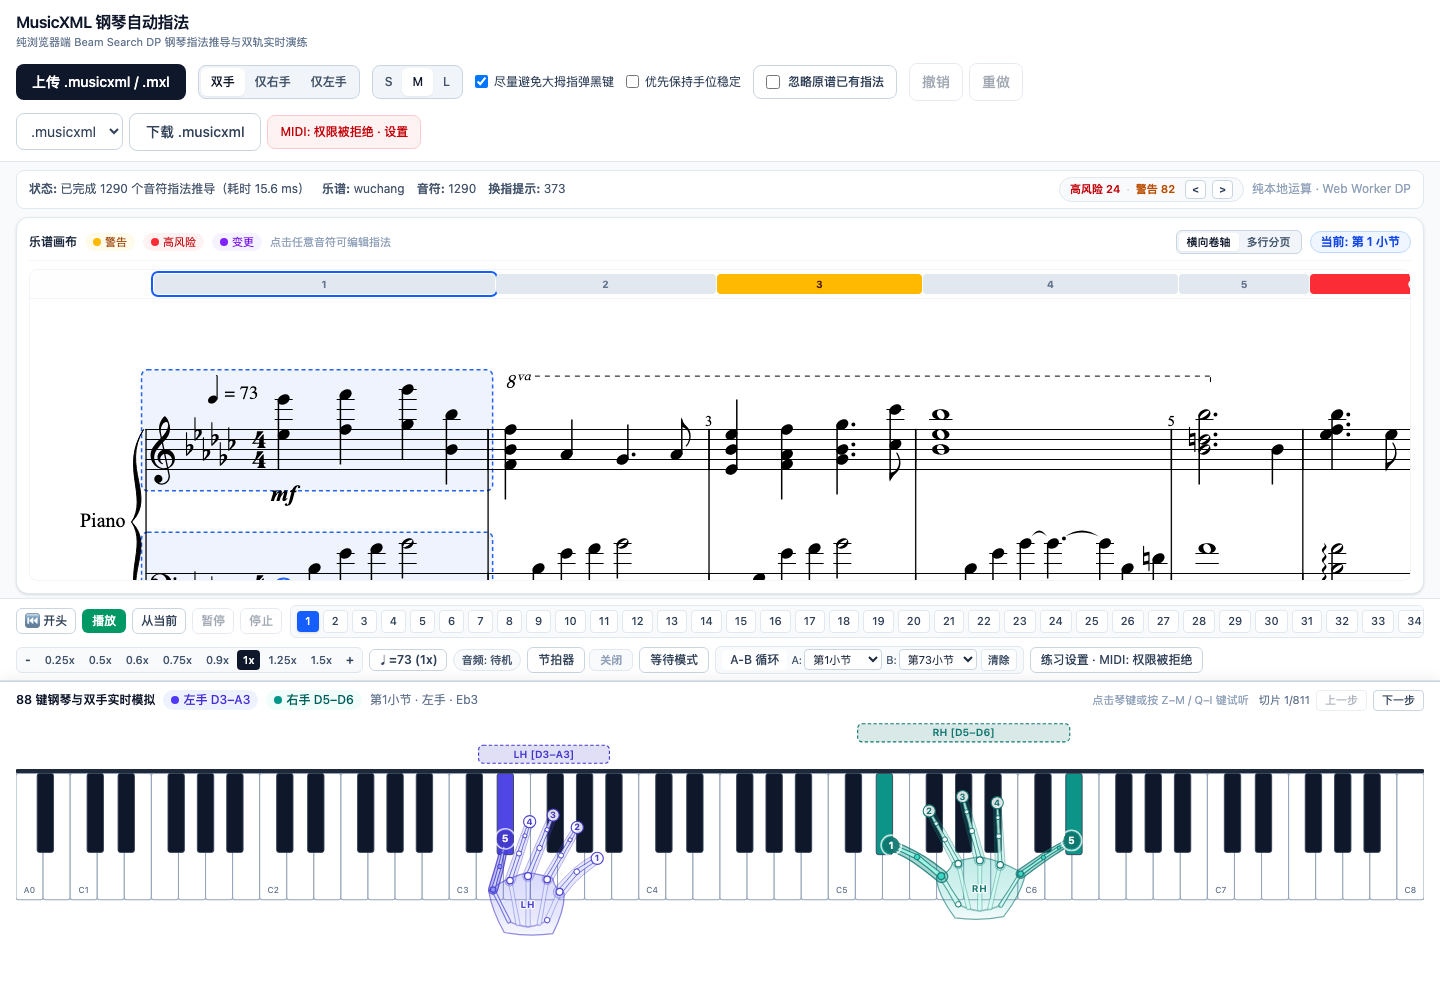 MusicXML 钢琴自动指法
纯浏览器端 Beam Search DP 钢琴指法推导与双轨实时演练
上传 .musicxml / .mxl 双手 仅右手 仅左手 S M L 尽量避免大拇指弹黑键 优先保持手位稳定 忽略原谱已有指法 撤销 重做
.musicxml 下载 .musicxml MIDI: 权限被拒绝 · 设置
状态: 已完成 1290 个音符指法推导（耗时 15.6 ms） 乐谱: wuchang 音符: 1290 换指提示: 373 高风险 24 · 警告 82 < > 纯本地运算 · Web Worker DP
乐谱画布 警告 高风险 变更 点击任意音符可编辑指法 横向卷轴 多行分页 当前: 第 1 小节
1 2 3 4 5
= 73 8va
3 5
4
4
mf
Piano
开头 播放 从当前 暂停 停止 1 2 3 4 5 6 7 8 9 10 11 12 13 14 15 16 17 18 19 20 21 22 23 24 25 26 27 28 29 30 31 32 33 34
- 0.25x 0.5x 0.6x 0.75x 0.9x 1x 1.25x 1.5x + ♩=73 (1x) 音频: 待机 节拍器 关闭 等待模式 A-B 循环 A: 第1小节 B: 第73小节 清除 练习设置 · MIDI: 权限被拒绝
88 键钢琴与双手实时模拟 左手 D3–A3 右手 D5–D6 第1小节 · 左手 · Eb3 点击琴键或按 Z–M / Q–I 键试听 切片 1/811 上一步 下一步
RH [D5–D6]
LH [D3–A3]
5 4 3 2 1 1 2 3 4 5
A0 C1 C2 C3 C4 C5 C6 C7 C8
LH RH